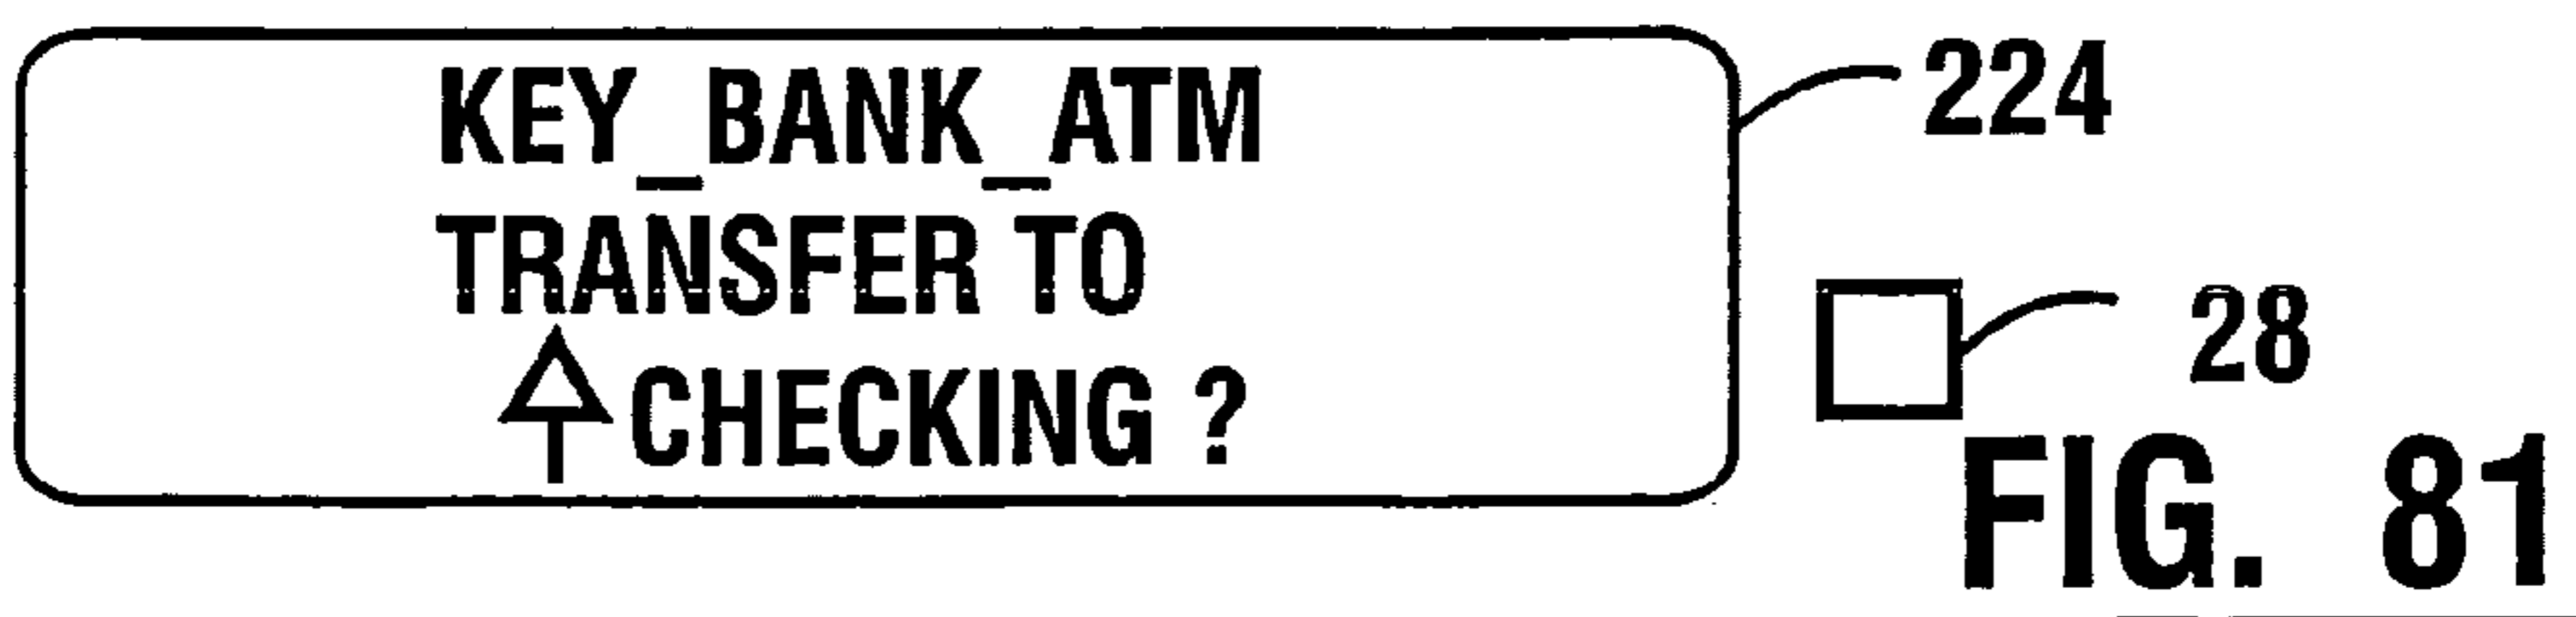 KEY_BANK_ATM
TRANSFER TO
CHECKING ?
224
28
FIG. 81